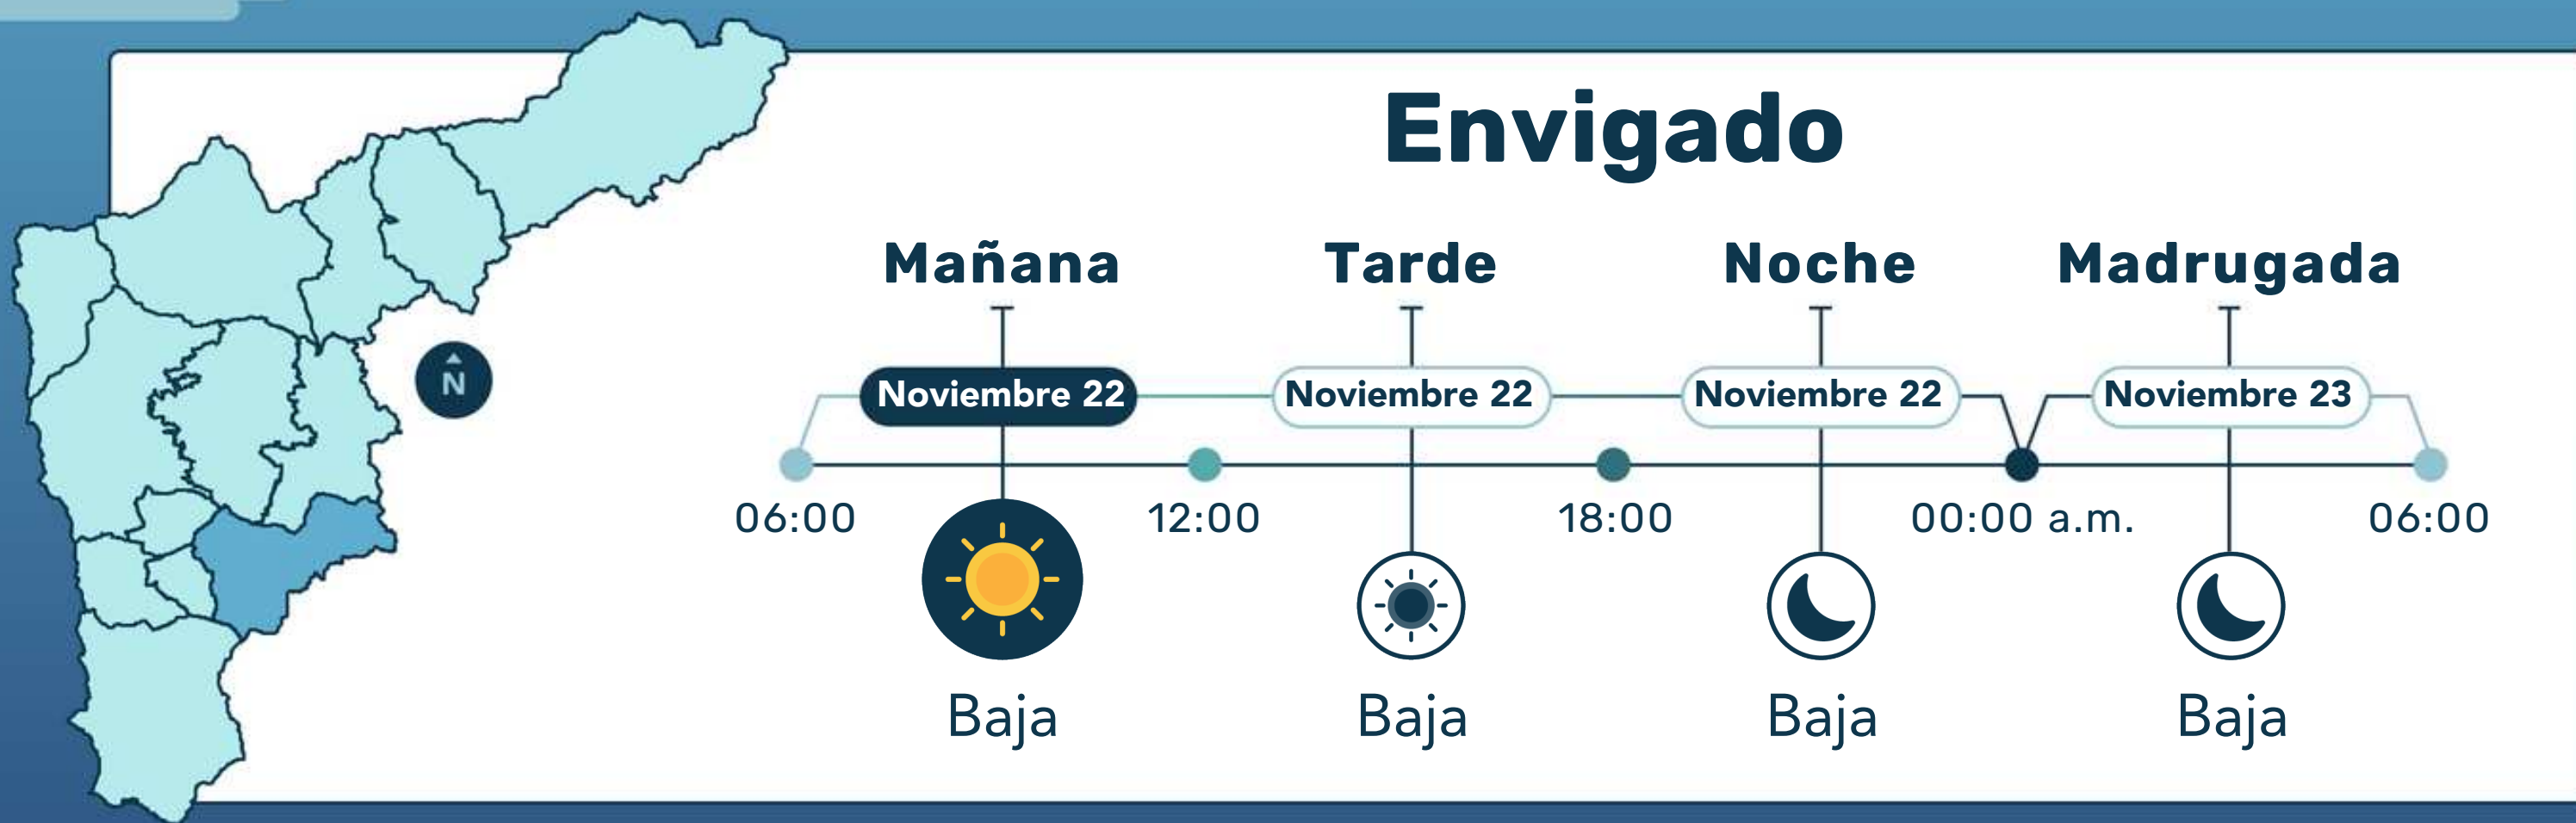 Envigado
Mañana Tarde Noche Madrugada
N
Noviembre 22 Noviembre 22 Noviembre 22 Noviembre 23
06:00 12:00 18:00 00:00 a.m. 06:00
Baja Baja Baja Baja